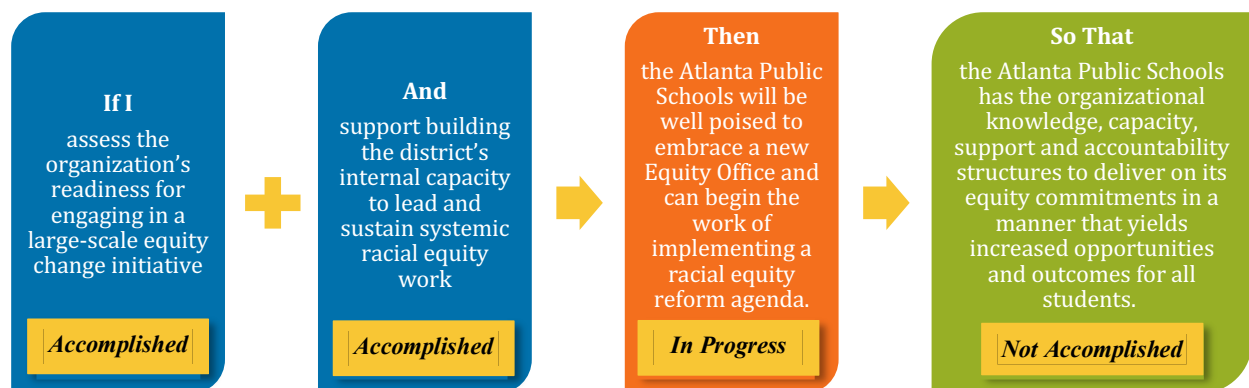 If I
assess the
organization’s
readiness for
engaging in a
large-scale equity
change initiative
Accomplished
And
support building
the district’s
internal capacity
to lead and
sustain systemic
racial equity
work
Accomplished
Then
the Atlanta Public
Schools will be
well poised to
embrace a new
Equity Office and
can begin the
work of
implementing a
racial equity
reform agenda.
In Progress
So That
the Atlanta Public Schools
has the organizational
knowledge, capacity,
support and accountability
structures to deliver on its
equity commitments in a
manner that yields
increased opportunities
and outcomes for all
students.
Not Accomplished